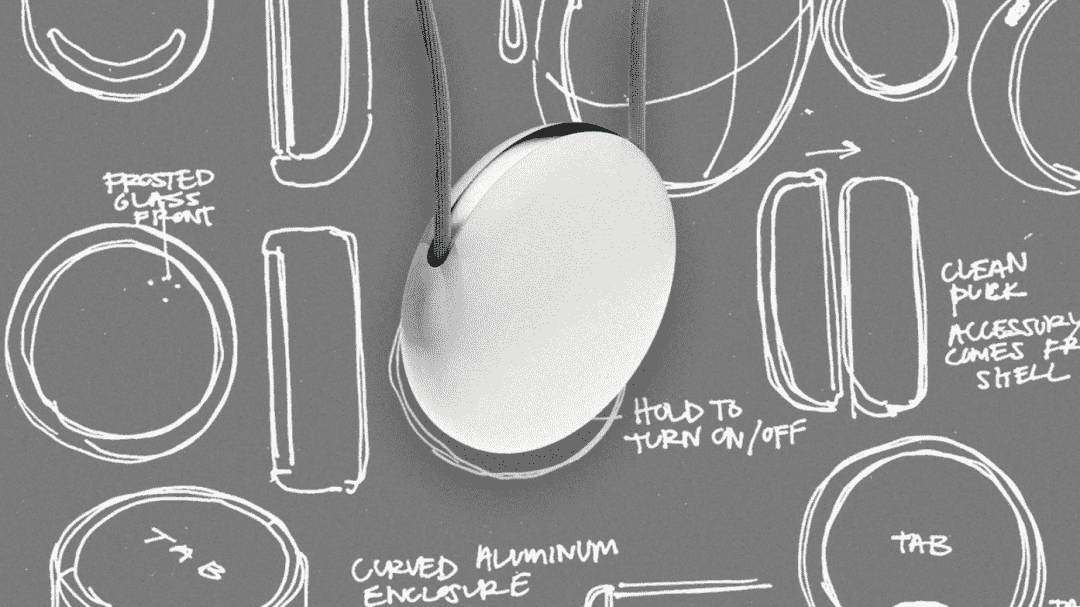 FROSTED
GLASS
FRONT
CLEAN
PUCK
ACCESSORY
COMES FR
SHELL
HOLD TO
TURN ON/OFF
TAB
TAB
CURVED ALUMINUM
ENCLOSURE